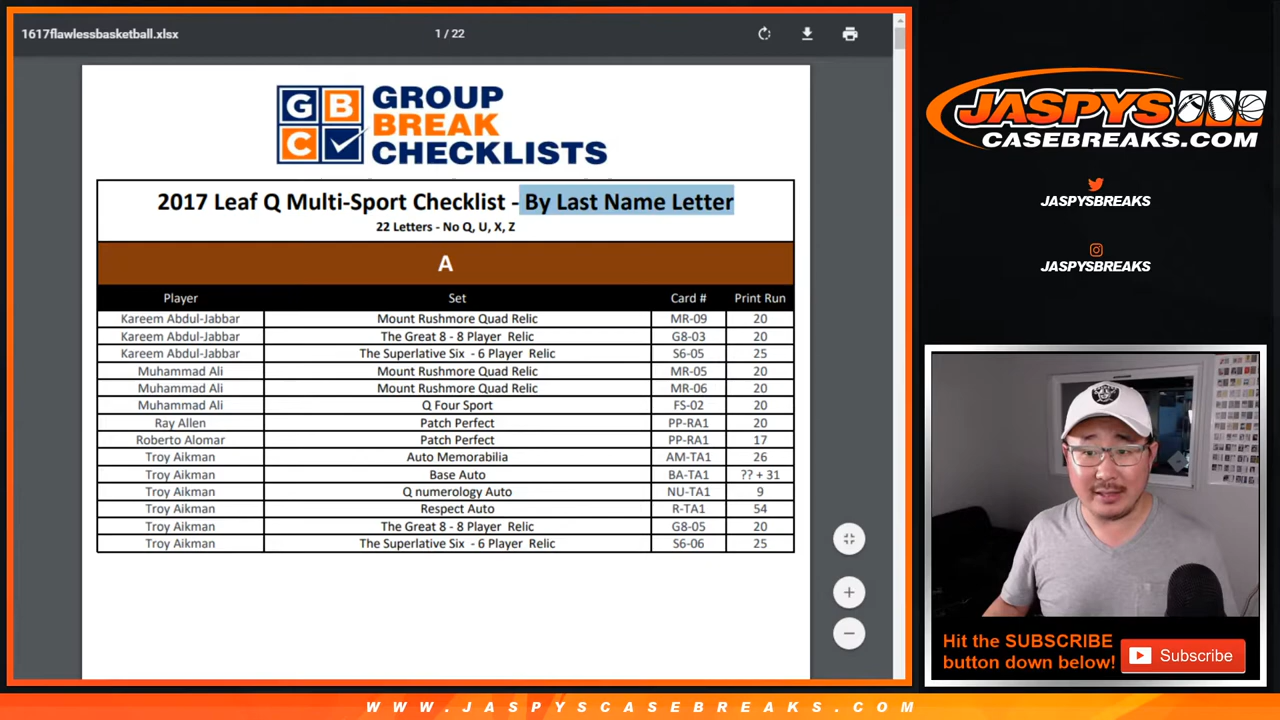 1617flawlessbasketball.xlsx
1 / 22
G B C
GROUP
BREAK
CHECKLISTS
2017 Leaf Q Multi-Sport Checklist - By Last Name Letter
22 Letters - No Q, U, X, Z
A
Player Set Card # Print Run
Kareem Abdul-Jabbar Mount Rushmore Quad Relic MR-09 20
Kareem Abdul-Jabbar The Great 8 - 8 Player Relic G8-03 20
Kareem Abdul-Jabbar The Superlative Six - 6 Player Relic S6-05 25
Muhammad Ali Mount Rushmore Quad Relic MR-05 20
Muhammad Ali Mount Rushmore Quad Relic MR-06 20
Muhammad Ali Q Four Sport FS-02 20
Ray Allen Patch Perfect PP-RA1 20
Roberto Alomar Patch Perfect PP-RA1 17
Troy Aikman Auto Memorabilia AM-TA1 26
Troy Aikman Base Auto BA-TA1 ?? + 31
Troy Aikman Q numerology Auto NU-TA1 9
Troy Aikman Respect Auto R-TA1 54
Troy Aikman The Great 8 - 8 Player Relic G8-05 20
Troy Aikman The Superlative Six - 6 Player Relic S6-06 25
JASPYS
CASEBREAKS.COM
JASPYSBREAKS
JASPYSBREAKS
Hit the SUBSCRIBE
button down below!
Subscribe
WWW.JASPYSCASEBREAKS.COM